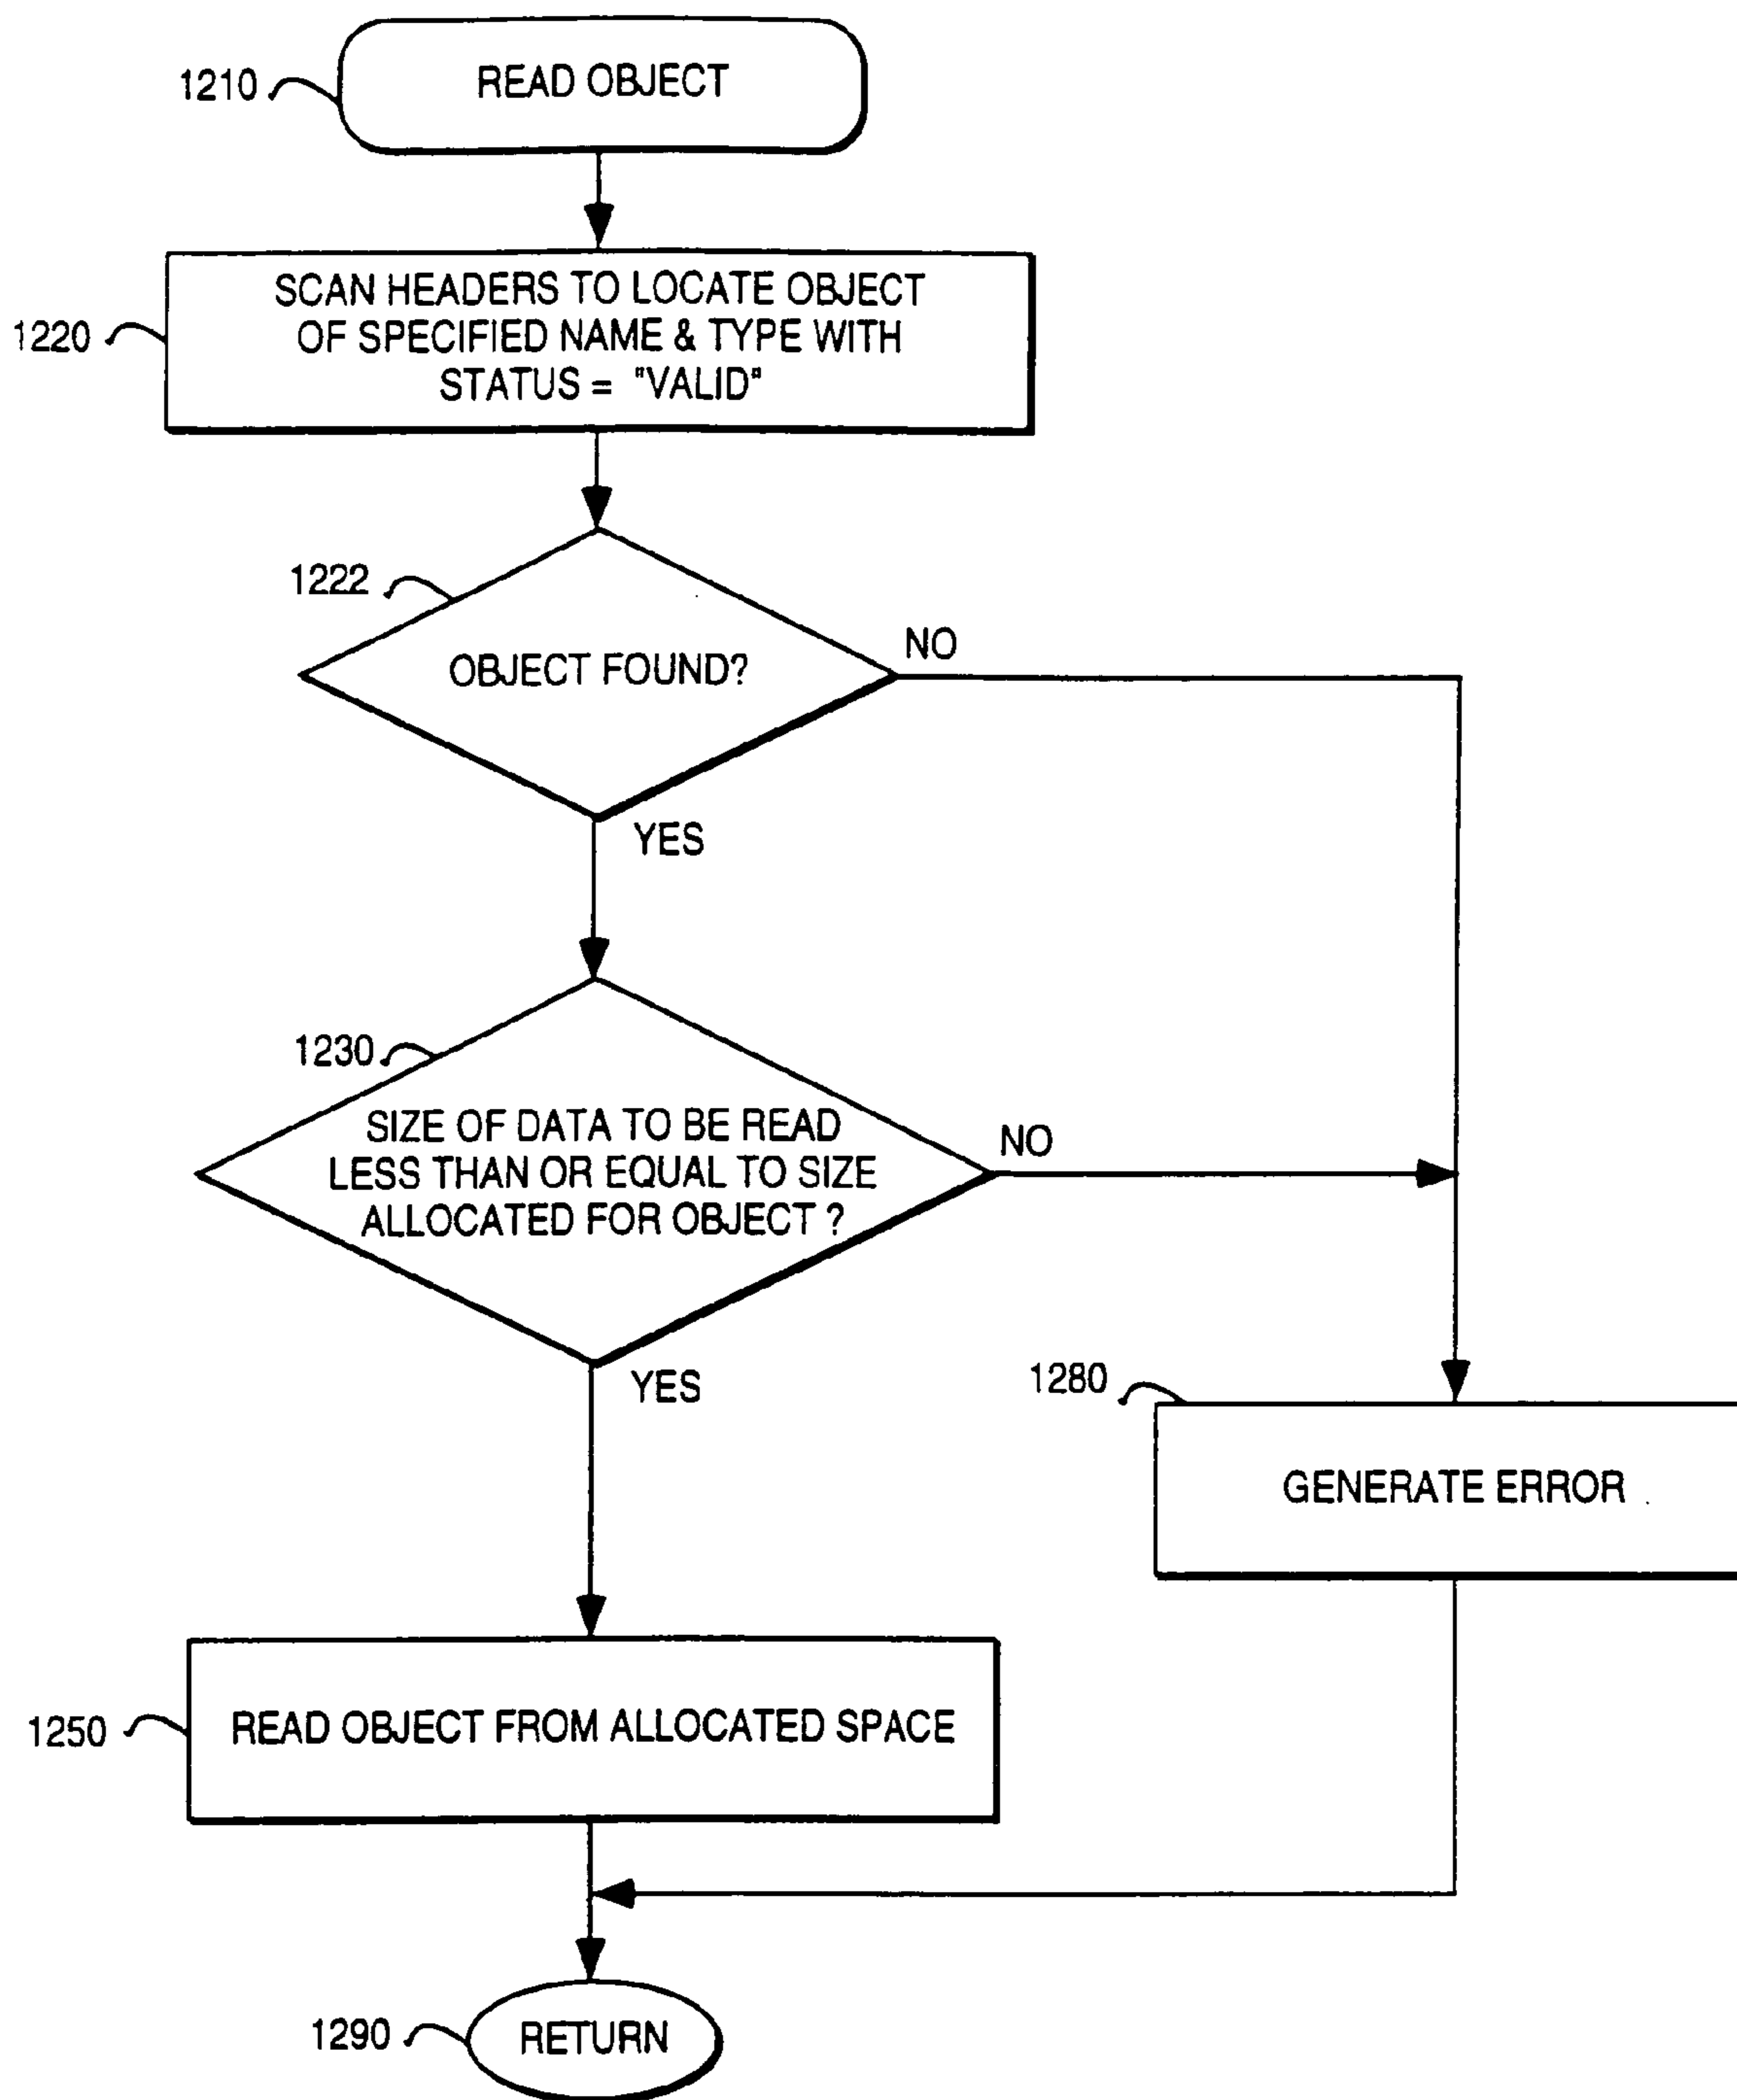 1210
READ OBJECT
1220
SCAN HEADERS TO LOCATE OBJECT
OF SPECIFIED NAME & TYPE WITH
STATUS = "VALID"
1222
OBJECT FOUND?
NO
YES
1230
SIZE OF DATA TO BE READ
LESS THAN OR EQUAL TO SIZE
ALLOCATED FOR OBJECT ?
NO
YES
1280
GENERATE ERROR
1250
READ OBJECT FROM ALLOCATED SPACE
1290
RETURN